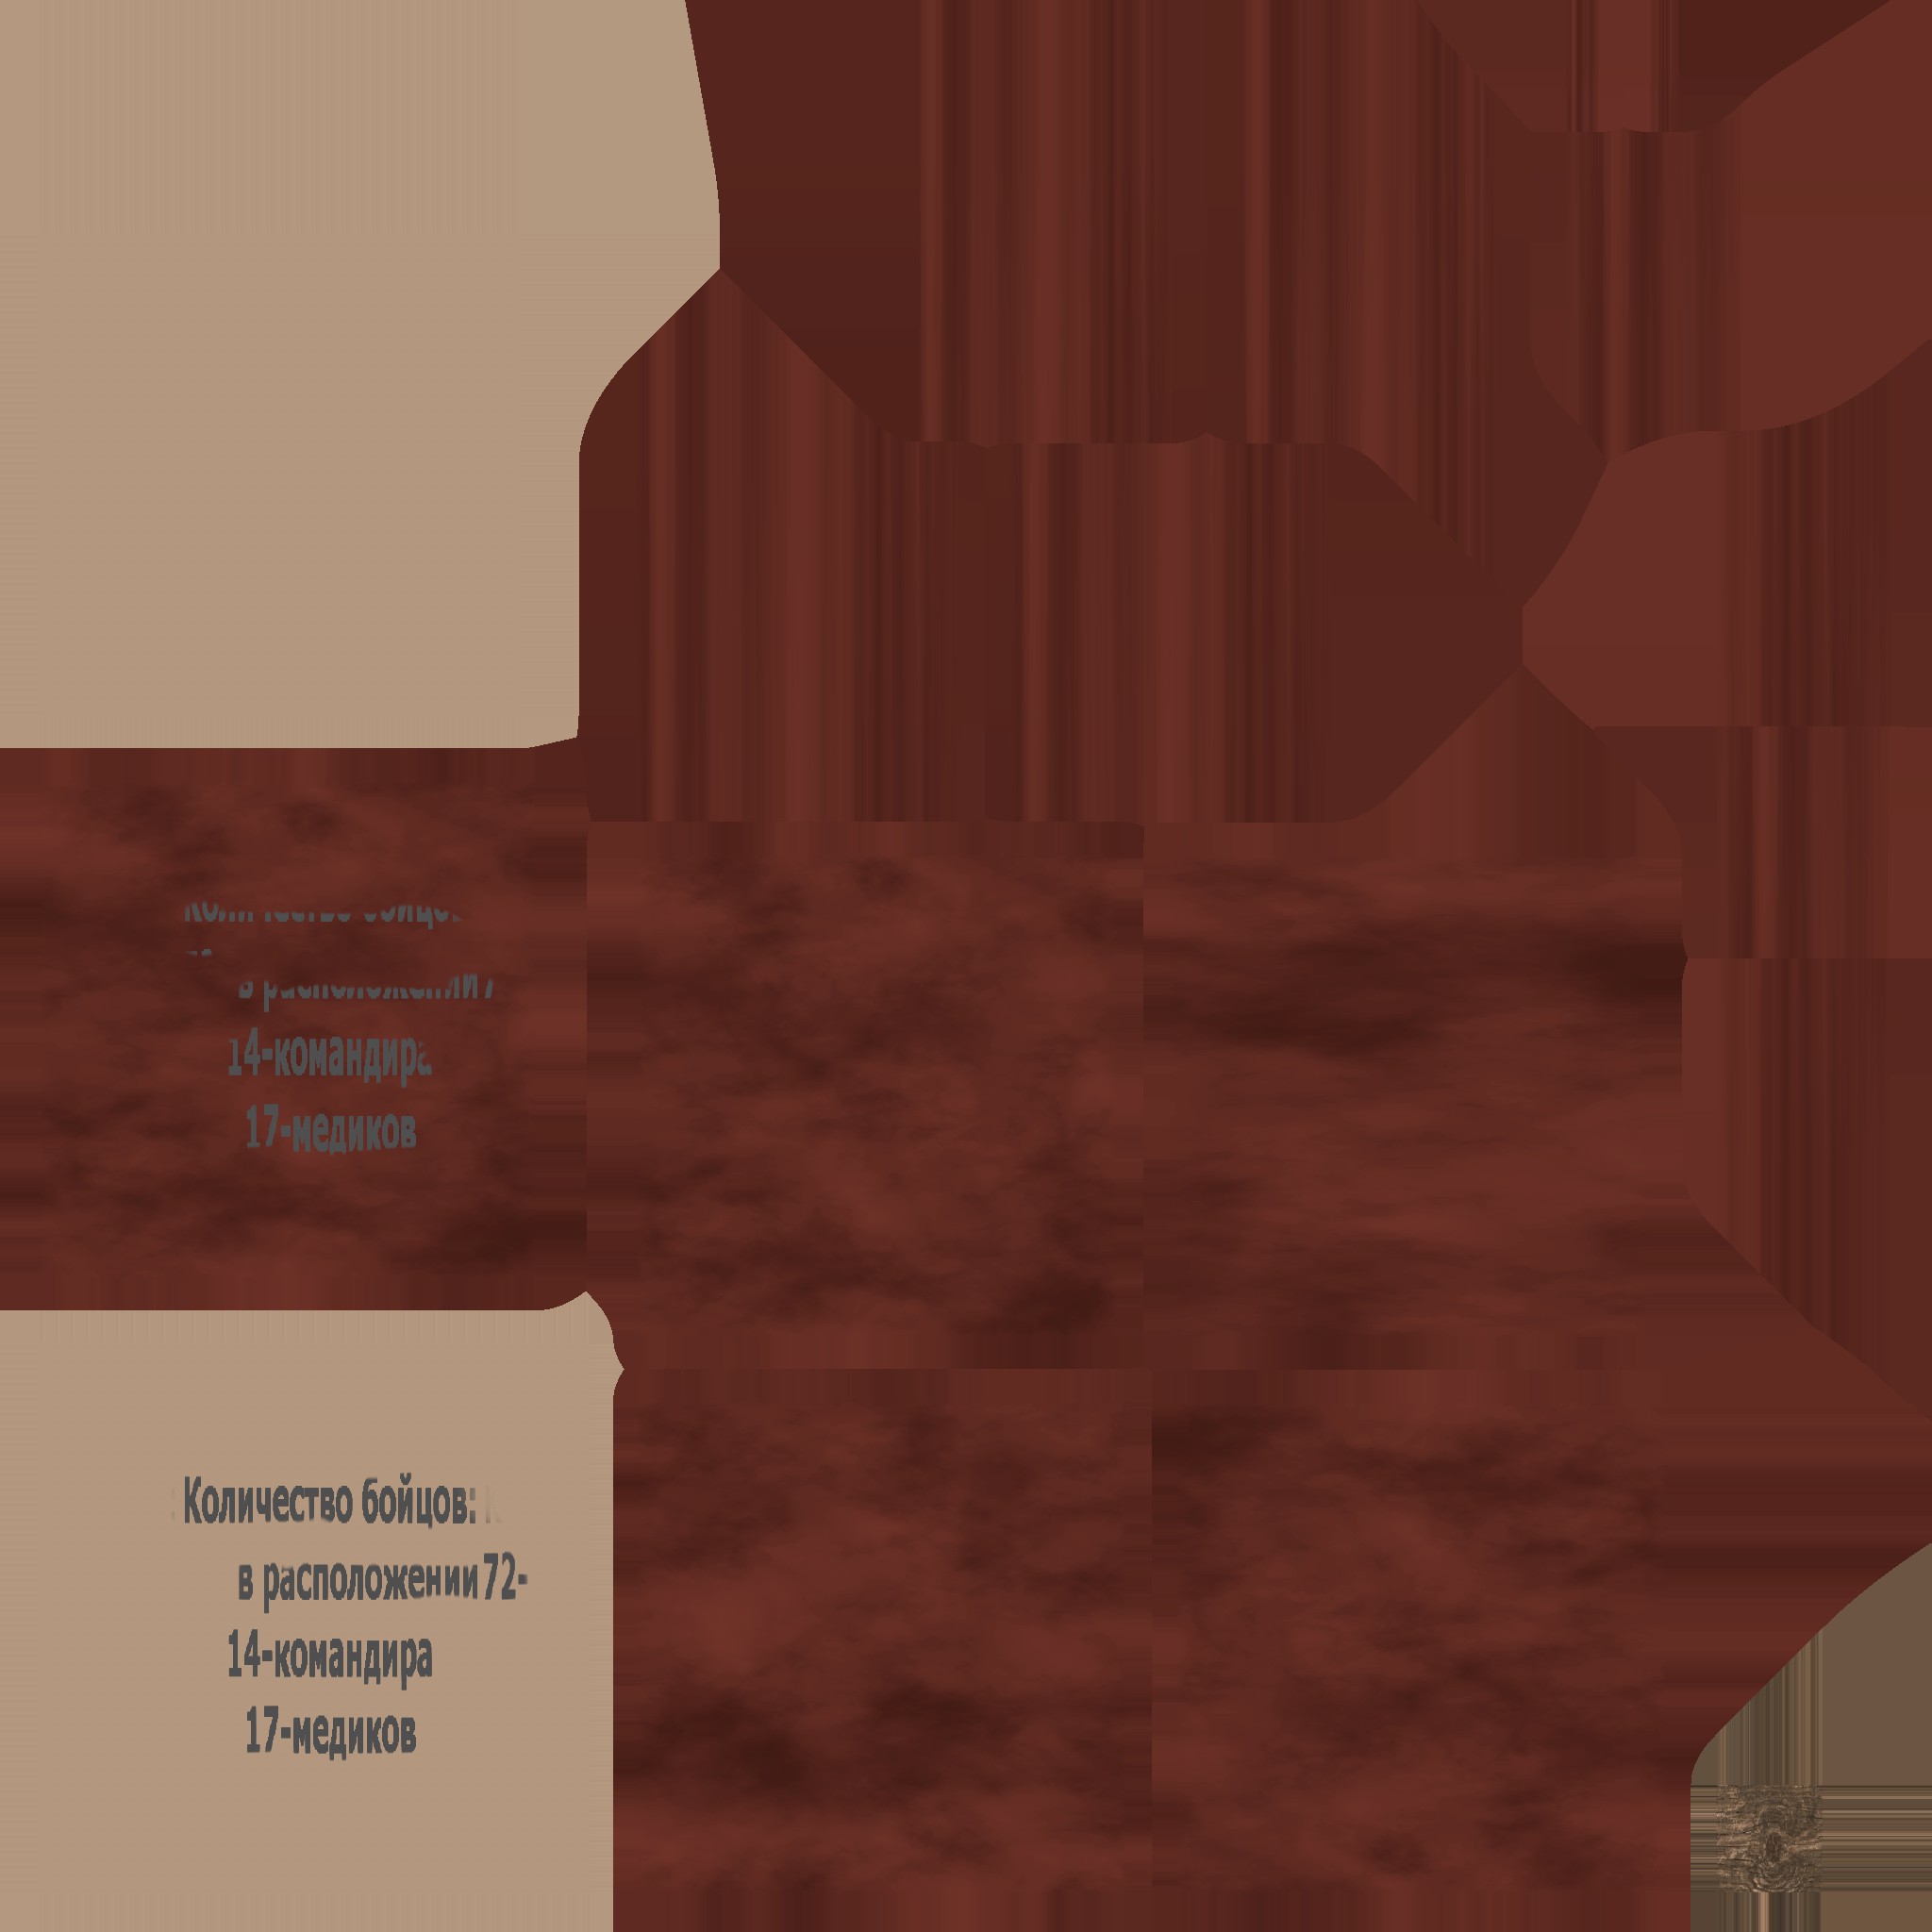 14-командира
17-медиков
Количество бойцов:
в расположении 72-
14-командира
17-медиков